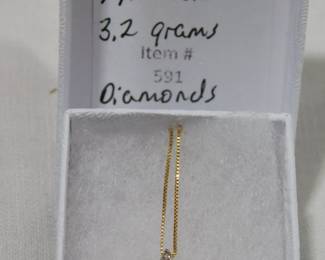 3.2 grams
Item #
591
Diamonds